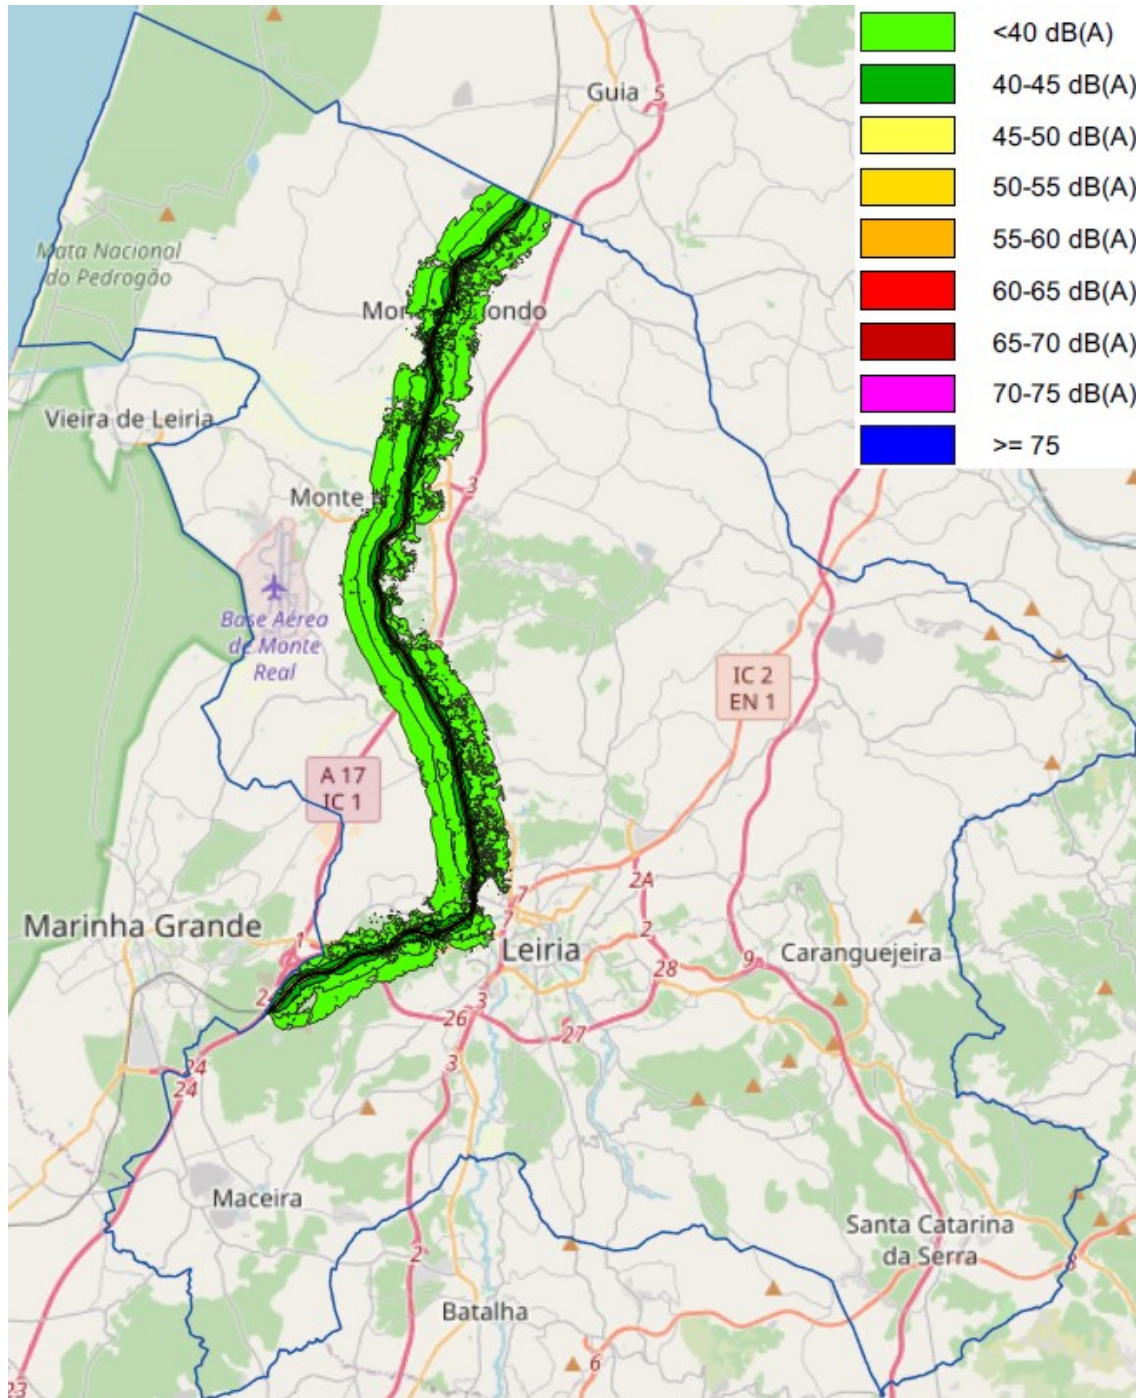 <40 dB(A)
40-45 dB(A)
45-50 dB(A)
50-55 dB(A)
55-60 dB(A)
60-65 dB(A)
65-70 dB(A)
70-75 dB(A)
>= 75
Guia
5
Mata Nacional
do Pedrogão
Mon ondo
Vieira de Leiria
Monte
3
Base Aérea
de Monte
Real
IC 2
EN 1
A 17
IC 1
2A
7
7
2
Marinha Grande
1
Leiria
28
9
Caranguejeira
2
3
26
27
3
24
24
Maceira
Santa Catarina
da Serra
2
8
Batalha
6
23